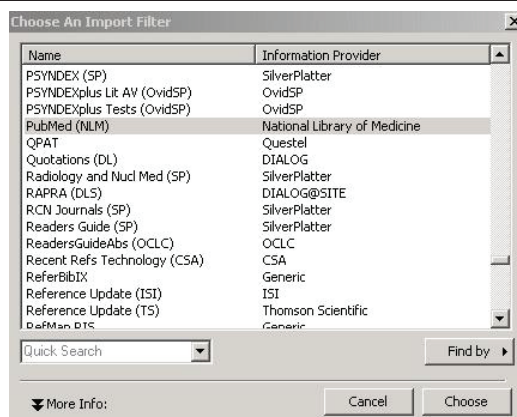 Choose An Import Filter
Name Information Provider
PSYNDEX (SP) SilverPlatter
PSYNDEXplus Lit AV (OvidSP) OvidSP
PSYNDEXplus Tests (OvidSP) OvidSP
PubMed (NLM) National Library of Medicine
QPAT Questel
Quotations (DL) DIALOG
Radiology and Nucl Med (SP) SilverPlatter
RAPRA (DLS) DIALOG@SITE
RCN Journals (SP) SilverPlatter
Readers Guide (SP) SilverPlatter
ReadersGuideAbs (OCLC) OCLC
Recent Refs Technology (CSA) CSA
ReferBibIX Generic
Reference Update (ISI) ISI
Reference Update (TS) Thomson Scientific
RefMan RIS Generic
Quick Search Find by
More Info: Cancel Choose